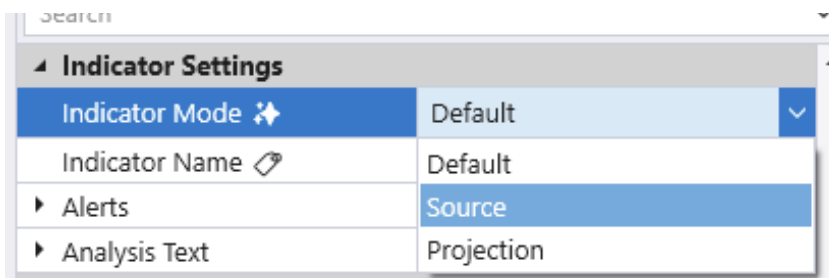 Search
Indicator Settings
Indicator Mode Default
Indicator Name Default
Alerts Source
Analysis Text Projection